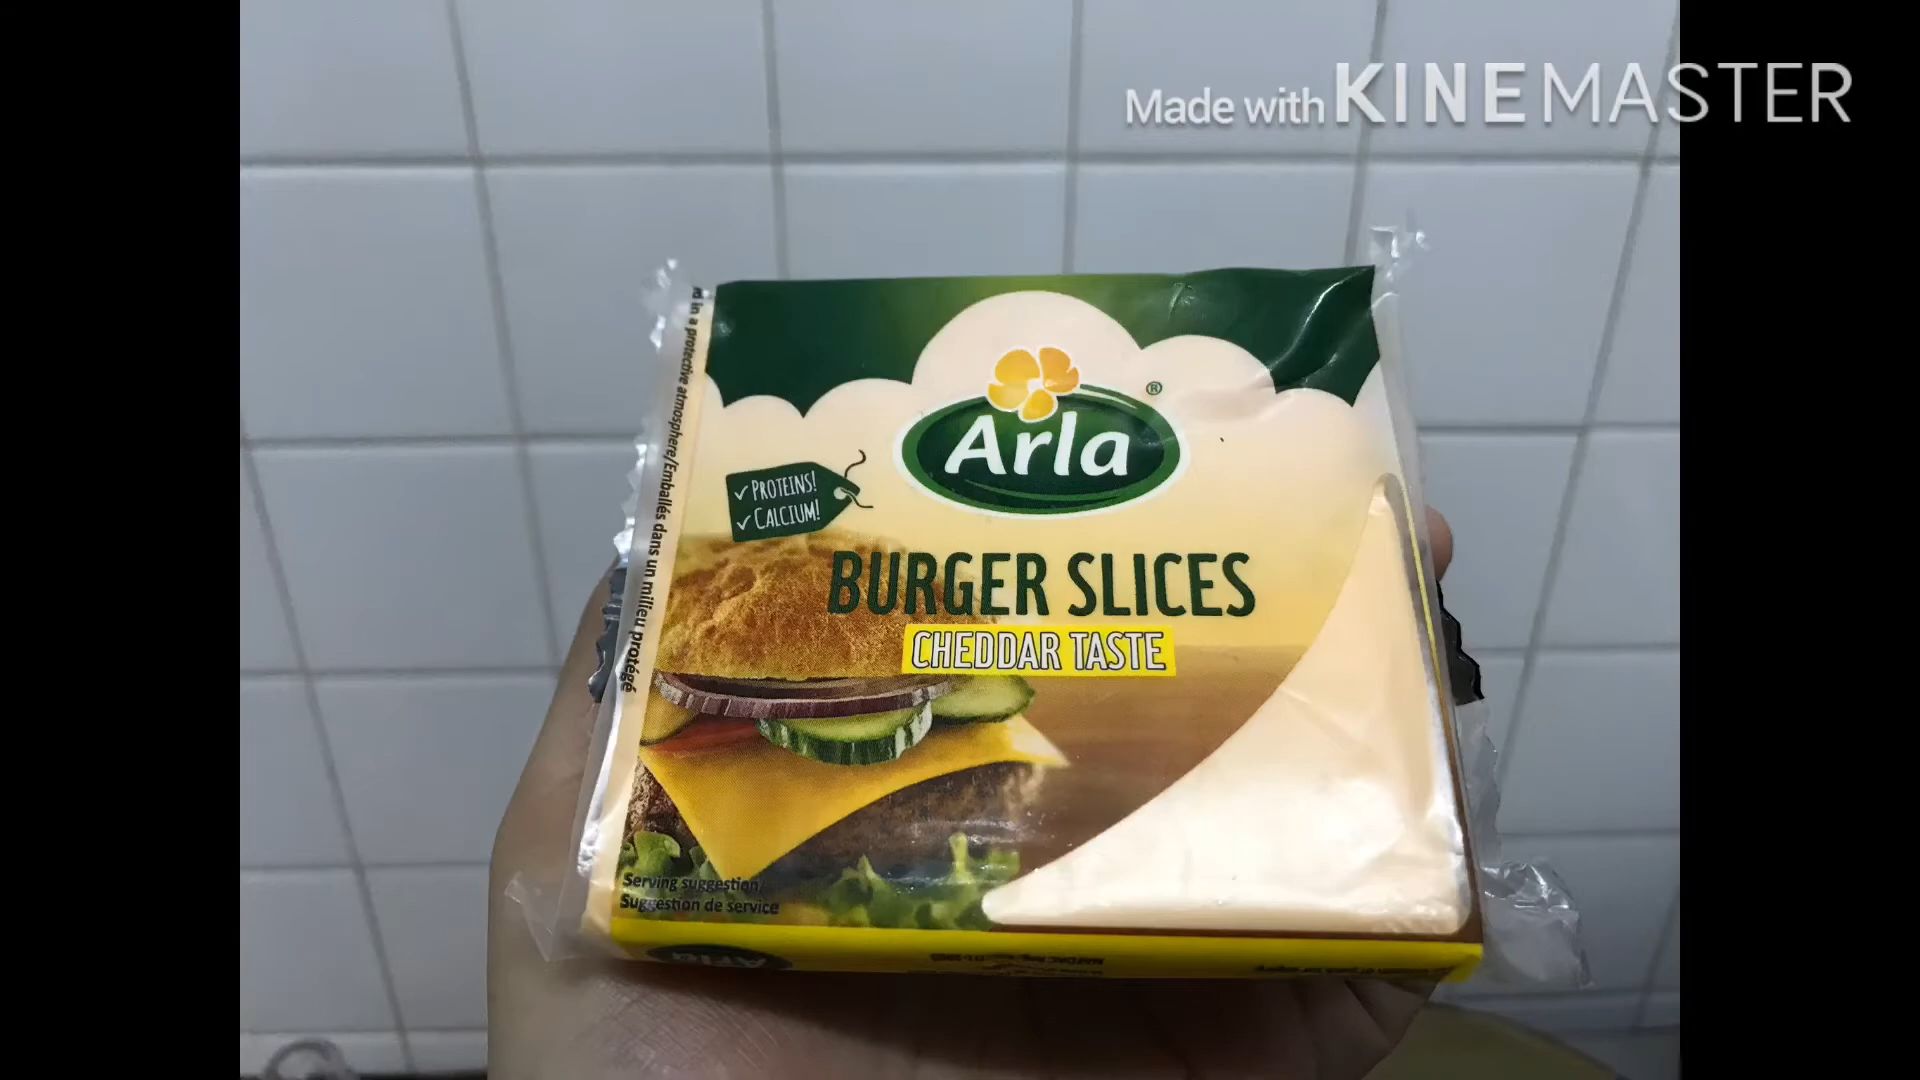 Made with KINEMASTER
Arla ®
✓ PROTEINS!
✓ CALCIUM!
BURGER SLICES
CHEDDAR TASTE
in a protective atmosphere/Emballés dans un milieu protégé
Serving suggestion
Suggestion de service
Arla